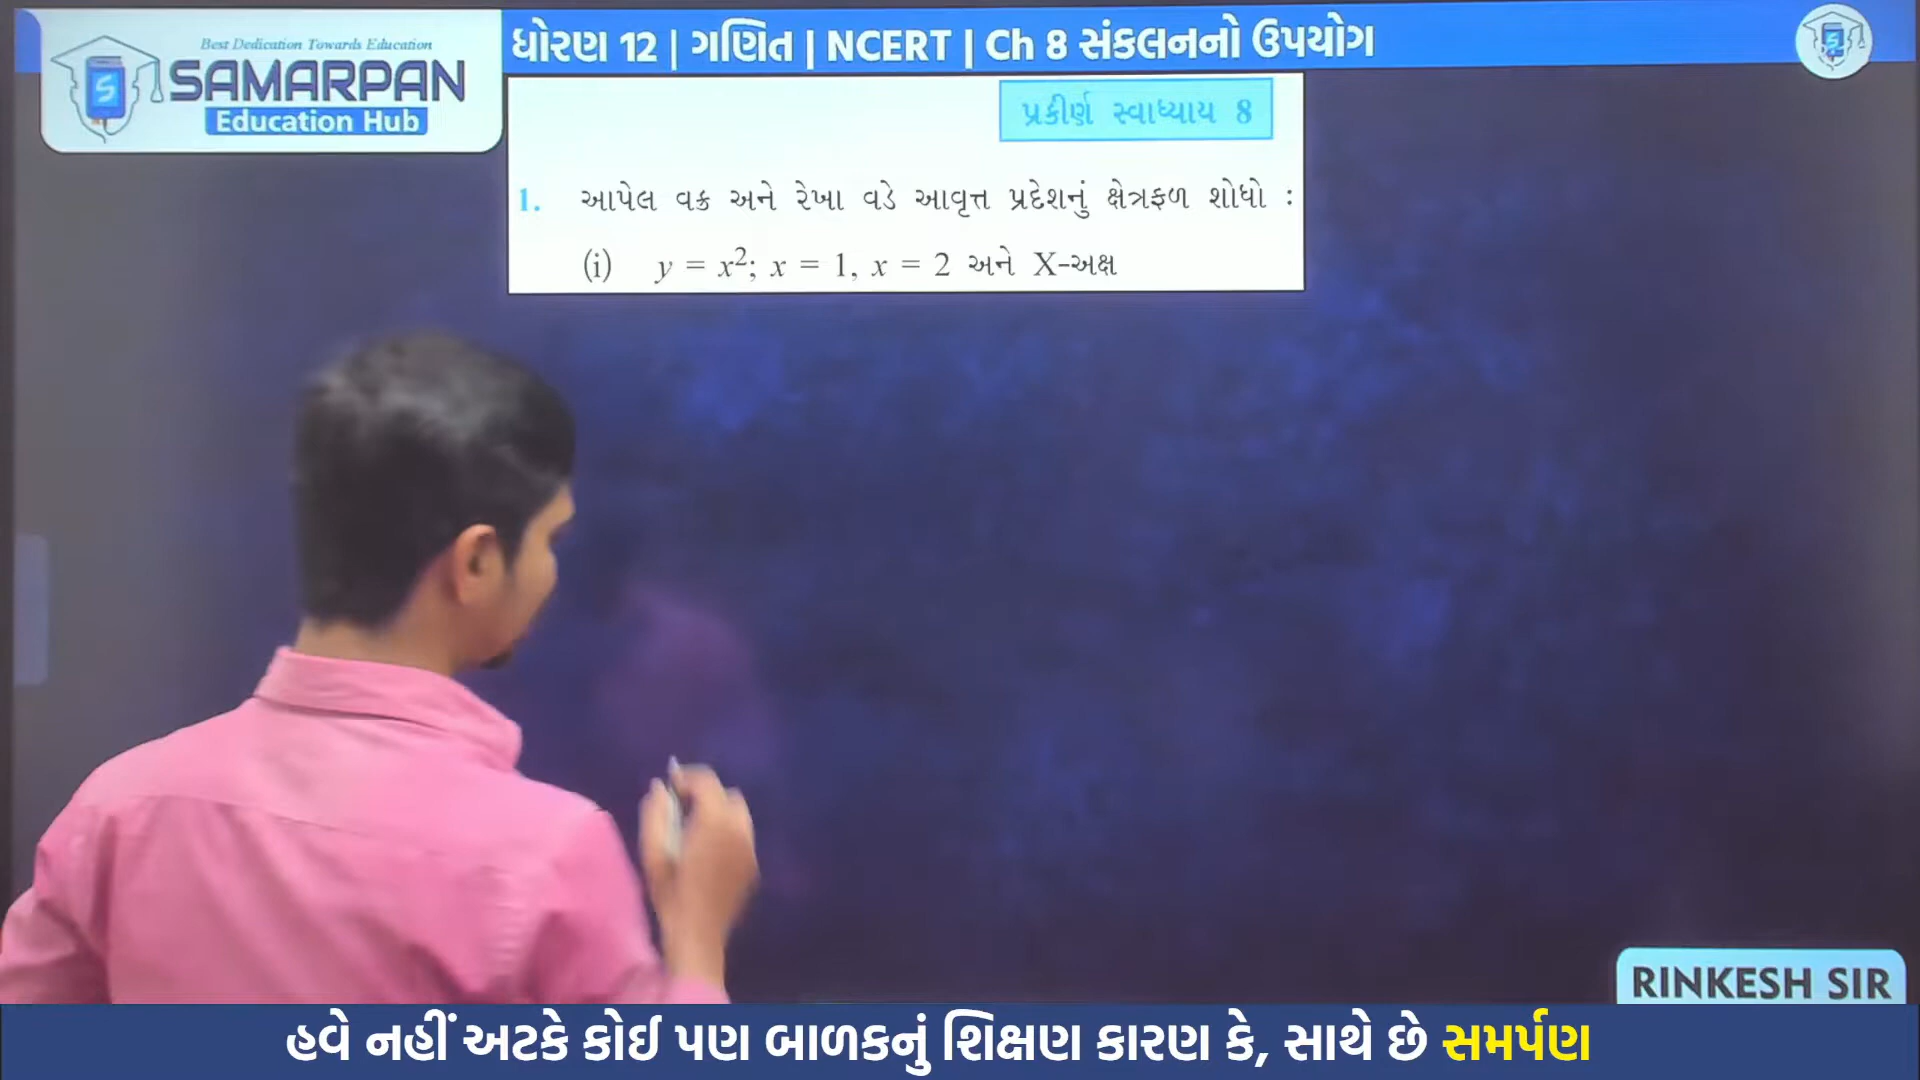 Best Dedication Towards Education
SAMARPAN
Education Hub
ધોરણ 12 | ગણિત | NCERT | Ch 8 સંકલનનો ઉપયોગ
પ્રકીર્ણ સ્વાધ્યાય 8
1. આપેલ વક્ર અને રેખા વડે આવૃત્ત પ્રદેશનું ક્ષેત્રફળ શોધો :
(i) y = x²; x = 1, x = 2 અને X-અક્ષ
RINKESH SIR
હવે નહીં અટકે કોઈ પણ બાળકનું શિક્ષણ કારણ કે, સાથે છે સમર્પણ